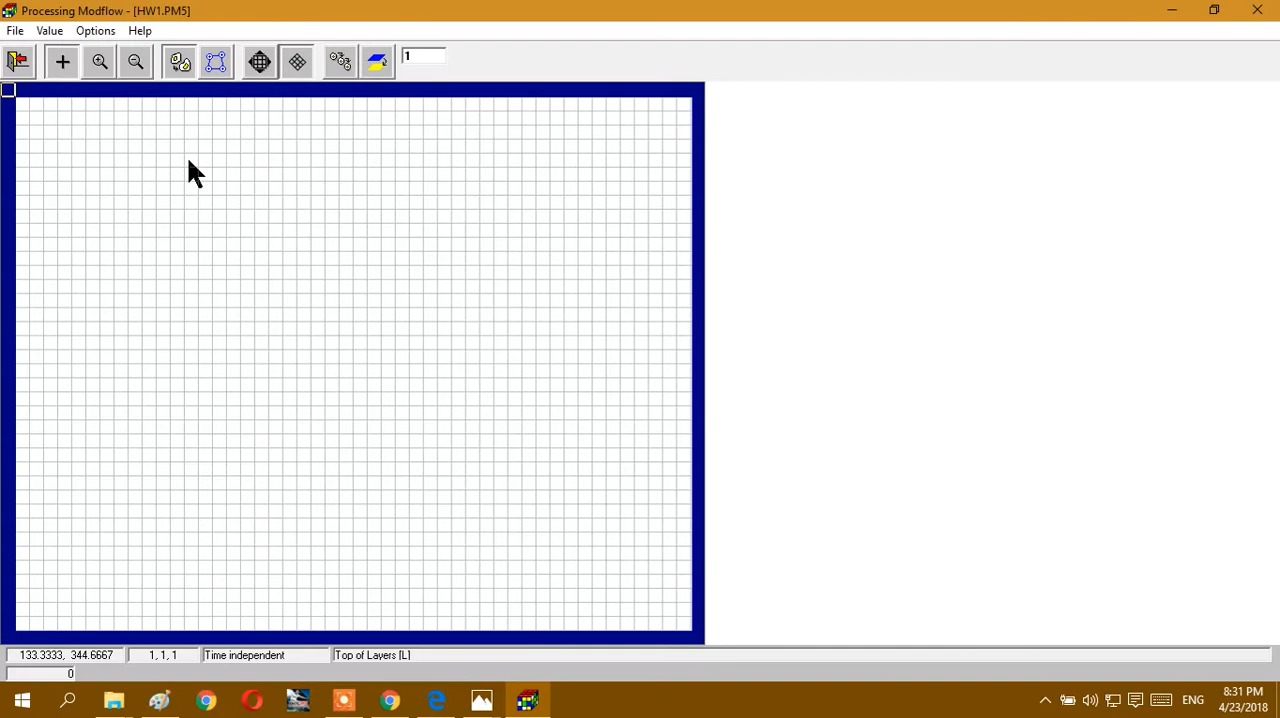 Processing Modflow - [HW1.PM5]
File Value Options Help
1
133.3333, 344.6667 1, 1, 1 Time independent Top of Layers [L]
0
ENG 8:31 PM
4/23/2018